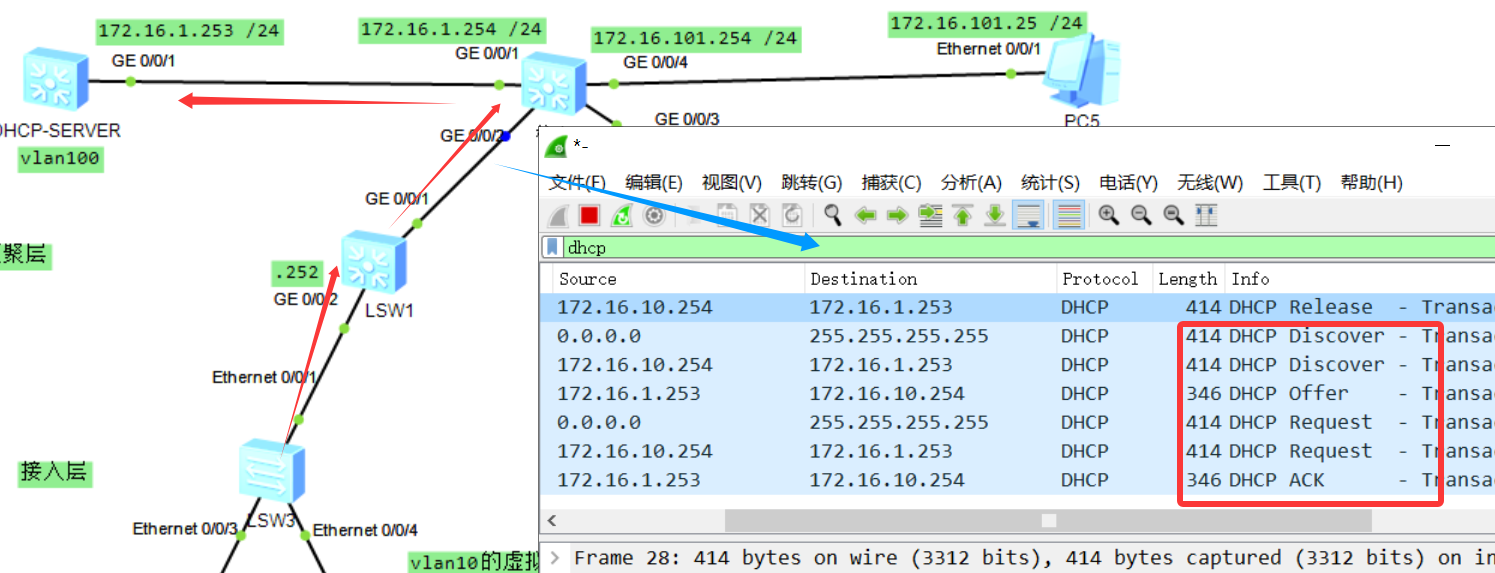 172.16.1.253 /24
172.16.1.254 /24
172.16.101.25 /24
172.16.101.254 /24
GE 0/0/1
GE 0/0/1
GE 0/0/4
Ethernet 0/0/1
DHCP-SERVER
vlan100
GE 0/0/2
GE 0/0/3
PC5
GE 0/0/1
聚层
.252
GE 0/0/2
LSW1
Ethernet 0/0/1
接入层
LSW3
Ethernet 0/0/3
Ethernet 0/0/4
vlan10的虚拟
*-
文件(F) 编辑(E) 视图(V) 跳转(G) 捕获(C) 分析(A) 统计(S) 电话(Y) 无线(W) 工具(T) 帮助(H)
dhcp
Source Destination Protocol Length Info
172.16.10.254 172.16.1.253 DHCP 414 DHCP Release - Transa
0.0.0.0 255.255.255.255 DHCP 414 DHCP Discover - Transa
172.16.10.254 172.16.1.253 DHCP 414 DHCP Discover - Transa
172.16.1.253 172.16.10.254 DHCP 346 DHCP Offer - Transa
0.0.0.0 255.255.255.255 DHCP 414 DHCP Request - Transa
172.16.10.254 172.16.1.253 DHCP 414 DHCP Request - Transa
172.16.1.253 172.16.10.254 DHCP 346 DHCP ACK - Transa
Frame 28: 414 bytes on wire (3312 bits), 414 bytes captured (3312 bits) on in